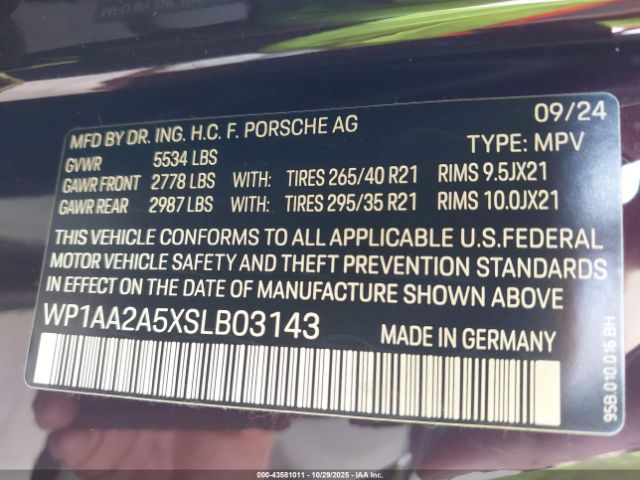 09/24
MFD BY DR. ING. H.C. F. PORSCHE AG
TYPE: MPV
GVWR 5534 LBS
GAWR FRONT 2778 LBS WITH: TIRES 265/40 R21 RIMS 9.5JX21
GAWR REAR 2987 LBS WITH: TIRES 295/35 R21 RIMS 10.0JX21
THIS VEHICLE CONFORMS TO ALL APPLICABLE U.S.FEDERAL
MOTOR VEHICLE SAFETY AND THEFT PREVENTION STANDARDS
IN EFFECT ON THE DATE OF MANUFACTURE SHOWN ABOVE
WP1AA2A5XSLB03143
MADE IN GERMANY
95B.010.016 BH
000-43581011 - 10/29/2025 - IAAI.COM